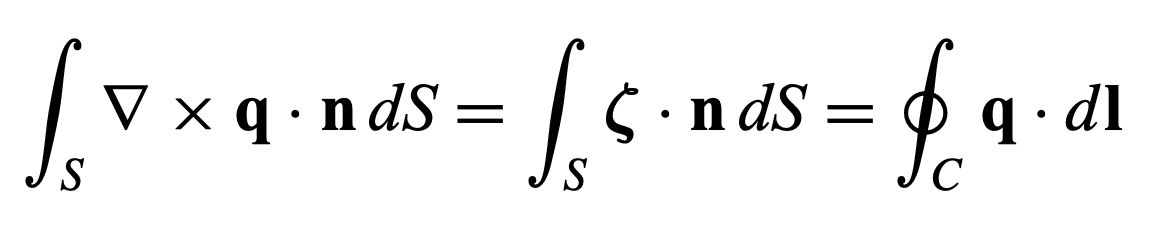 ∫_S ∇ × **q** · **n** dS = ∫_S **ζ** · **n** dS = ∮_C **q** · d**l**